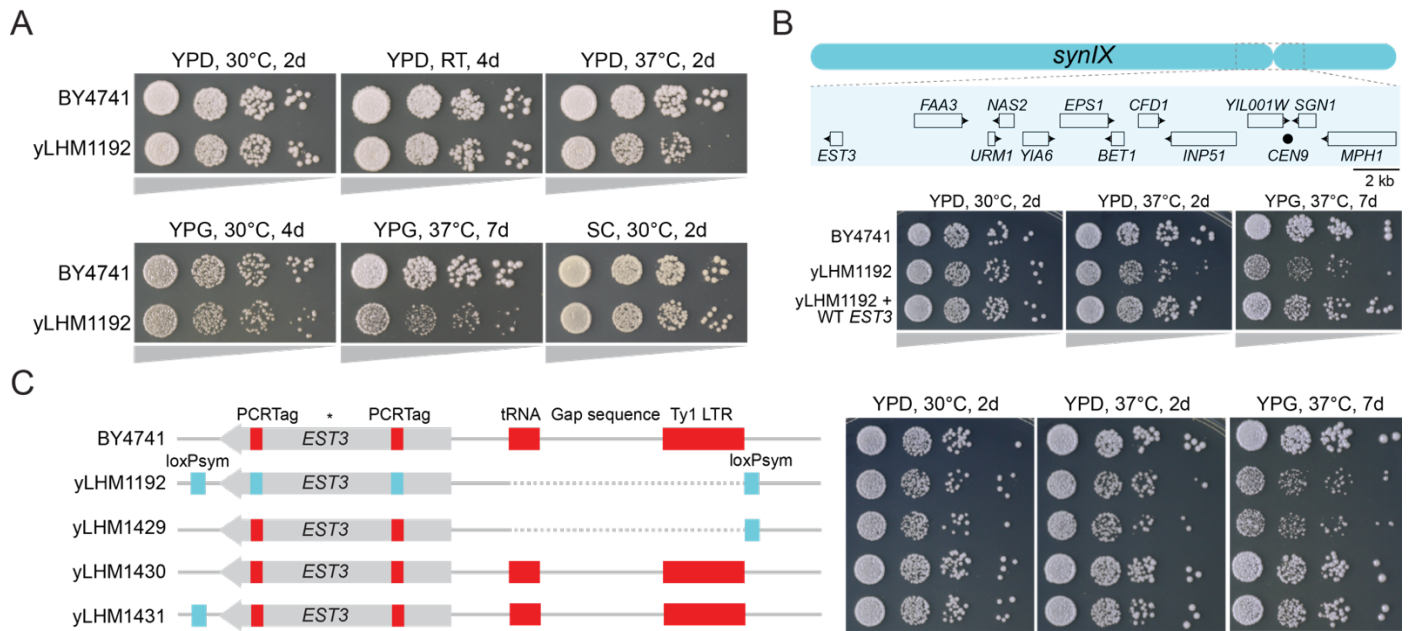 A
YPD, 30°C, 2d YPD, RT, 4d YPD, 37°C, 2d
BY4741
yLHM1192
YPG, 30°C, 4d YPG, 37°C, 7d SC, 30°C, 2d
BY4741
yLHM1192
B
synIX
FAA3 NAS2 EPS1 CFD1 YIL001W SGN1
EST3 URM1 YIA6 BET1 INP51 CEN9 MPH1
2 kb
YPD, 30°C, 2d YPD, 37°C, 2d YPG, 37°C, 7d
BY4741
yLHM1192
yLHM1192 +
WT EST3
C
PCRTag * PCRTag tRNA Gap sequence Ty1 LTR
BY4741 EST3
loxPsym loxPsym
yLHM1192 EST3
yLHM1429 EST3
yLHM1430 EST3
yLHM1431 EST3
YPD, 30°C, 2d YPD, 37°C, 2d YPG, 37°C, 7d